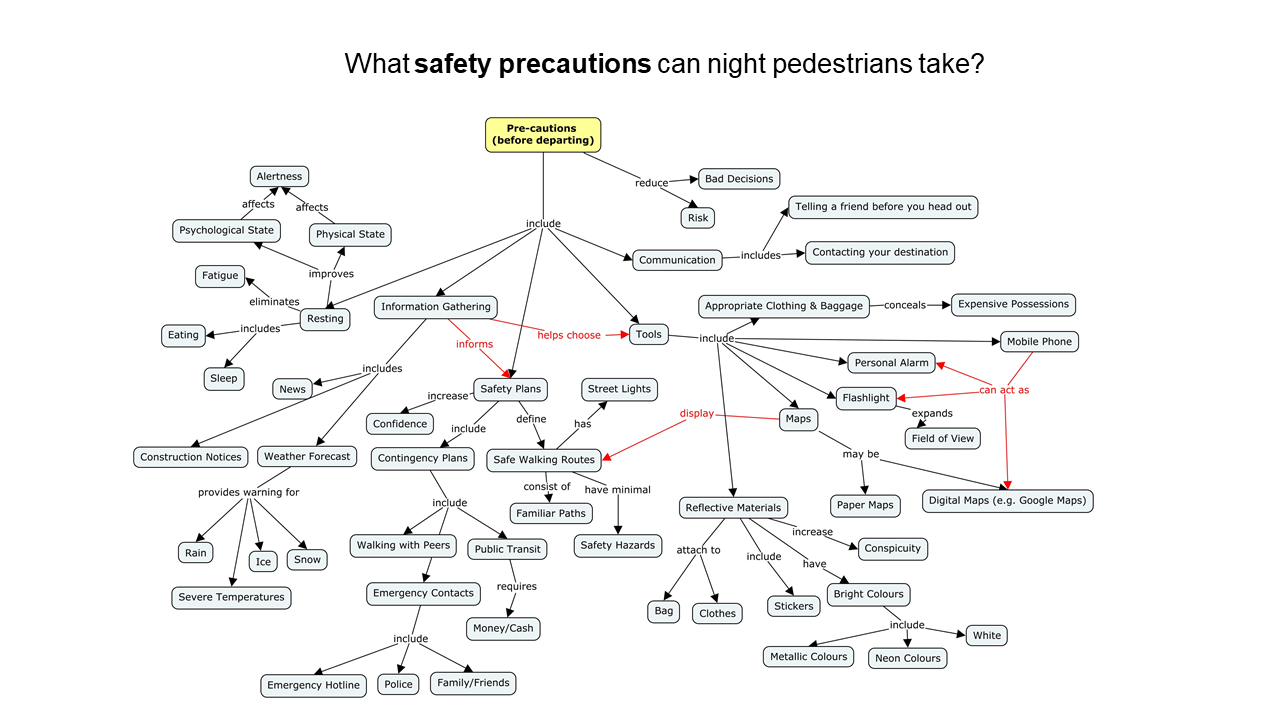 What safety precautions can night pedestrians take?
Pre-cautions
(before departing)
reduce
Bad Decisions
Risk
include
Alertness
affects
affects
Psychological State
Physical State
improves
Fatigue
eliminates
Resting
Eating
includes
Sleep
Communication
includes
Telling a friend before you head out
Contacting your destination
Information Gathering
helps choose
informs
Tools
include
Appropriate Clothing & Baggage
conceals
Expensive Possessions
Mobile Phone
Personal Alarm
can act as
Flashlight
expands
Field of View
Maps
display
may be
Paper Maps
Digital Maps (e.g. Google Maps)
includes
News
Construction Notices
Weather Forecast
provides warning for
Rain
Ice
Snow
Severe Temperatures
Safety Plans
increase
Confidence
include
define
Street Lights
has
Contingency Plans
Safe Walking Routes
consist of
have minimal
Familiar Paths
Safety Hazards
include
Walking with Peers
Public Transit
requires
Money/Cash
Emergency Contacts
include
Emergency Hotline
Police
Family/Friends
Reflective Materials
increase
Conspicuity
attach to
include
have
Bag
Clothes
Stickers
Bright Colours
include
White
Metallic Colours
Neon Colours